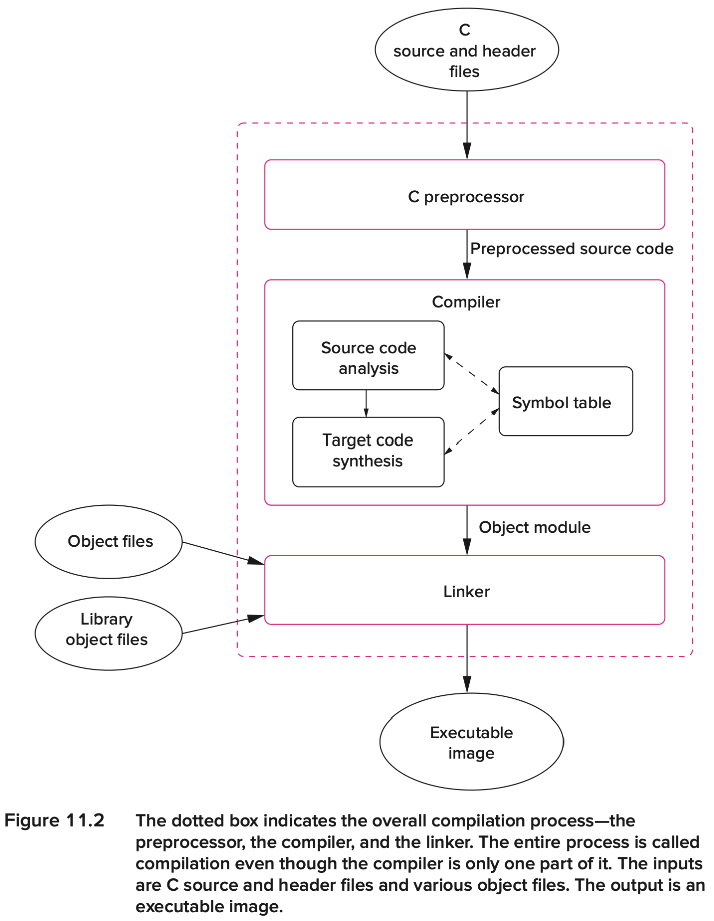 C
source and header
files
C preprocessor
Preprocessed source code
Compiler
Source code
analysis
Symbol table
Target code
synthesis
Object module
Object files
Linker
Library
object files
Executable
image
Figure 11.2 The dotted box indicates the overall compilation process—the
preprocessor, the compiler, and the linker. The entire process is called
compilation even though the compiler is only one part of it. The inputs
are C source and header files and various object files. The output is an
executable image.